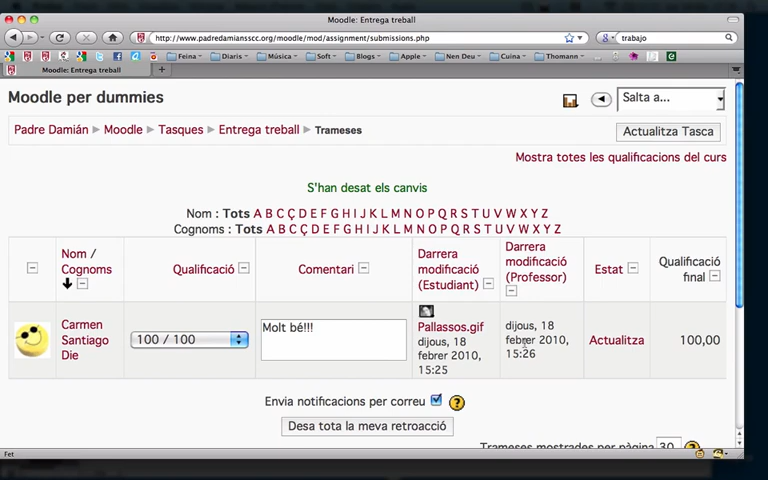 Moodle: Entrega treball
http://www.padredamiansscc.org/moodle/mod/assignment/submissions.php
trabajo
Feina Diaris Música Soft Blogs Apple Nen Deu Cuina Thomann
Moodle: Entrega treball
Moodle per dummies
Salta a...
Padre Damián Moodle Tasques Entrega treball Trameses
Actualitza Tasca
Mostra totes les qualificacions del curs
S'han desat els canvis
Nom : Tots A B C Ç D E F G H I J K L M N O P Q R S T U V W X Y Z
Cognoms : Tots A B C Ç D E F G H I J K L M N O P Q R S T U V W X Y Z
Nom /
Cognoms
Qualificació
Comentari
Darrera
modificació
(Estudiant)
Darrera
modificació
(Professor)
Estat
Qualificació
final
Carmen
Santiago
Die
100 / 100
Molt bé!!!
Pallassos.gif
dijous, 18
febrer 2010,
15:25
dijous, 18
febrer 2010,
15:26
Actualitza
100,00
Envia notificacions per correu
Desa tota la meva retroacció
Trameses mostrades per pàgina 30
Fet